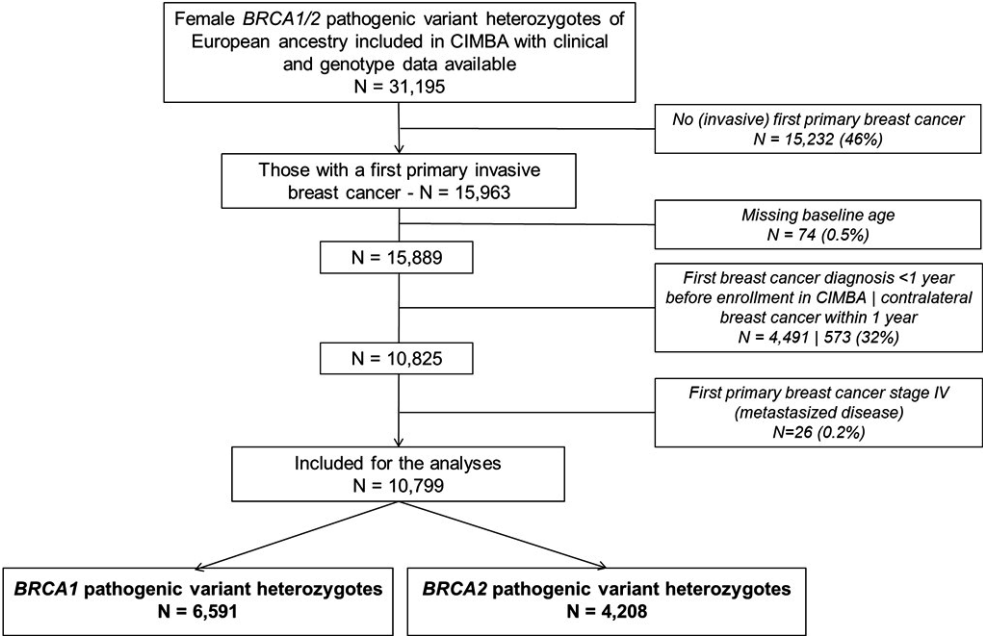 Female BRCA1/2 pathogenic variant heterozygotes of
European ancestry included in CIMBA with clinical
and genotype data available
N = 31,195
No (invasive) first primary breast cancer
N = 15,232 (46%)
Those with a first primary invasive
breast cancer - N = 15,963
Missing baseline age
N = 74 (0.5%)
N = 15,889
First breast cancer diagnosis <1 year
before enrollment in CIMBA | contralateral
breast cancer within 1 year
N = 4,491 | 573 (32%)
N = 10,825
First primary breast cancer stage IV
(metastasized disease)
N=26 (0.2%)
Included for the analyses
N = 10,799
BRCA1 pathogenic variant heterozygotes
N = 6,591
BRCA2 pathogenic variant heterozygotes
N = 4,208